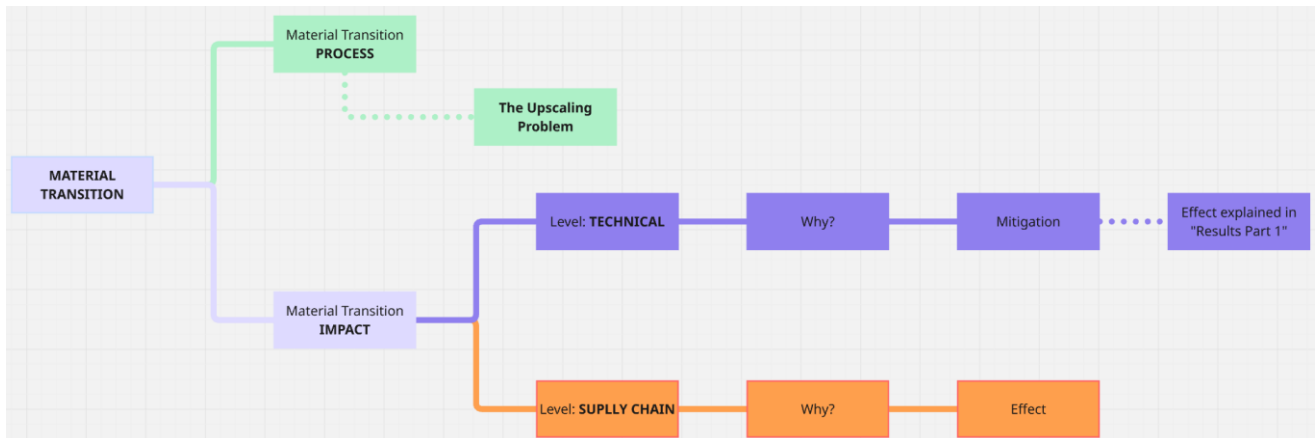 Material Transition
PROCESS
The Upscaling
Problem
MATERIAL
TRANSITION
Level: TECHNICAL
Why?
Mitigation
Effect explained in
"Results Part 1"
Material Transition
IMPACT
Level: SUPLLY CHAIN
Why?
Effect